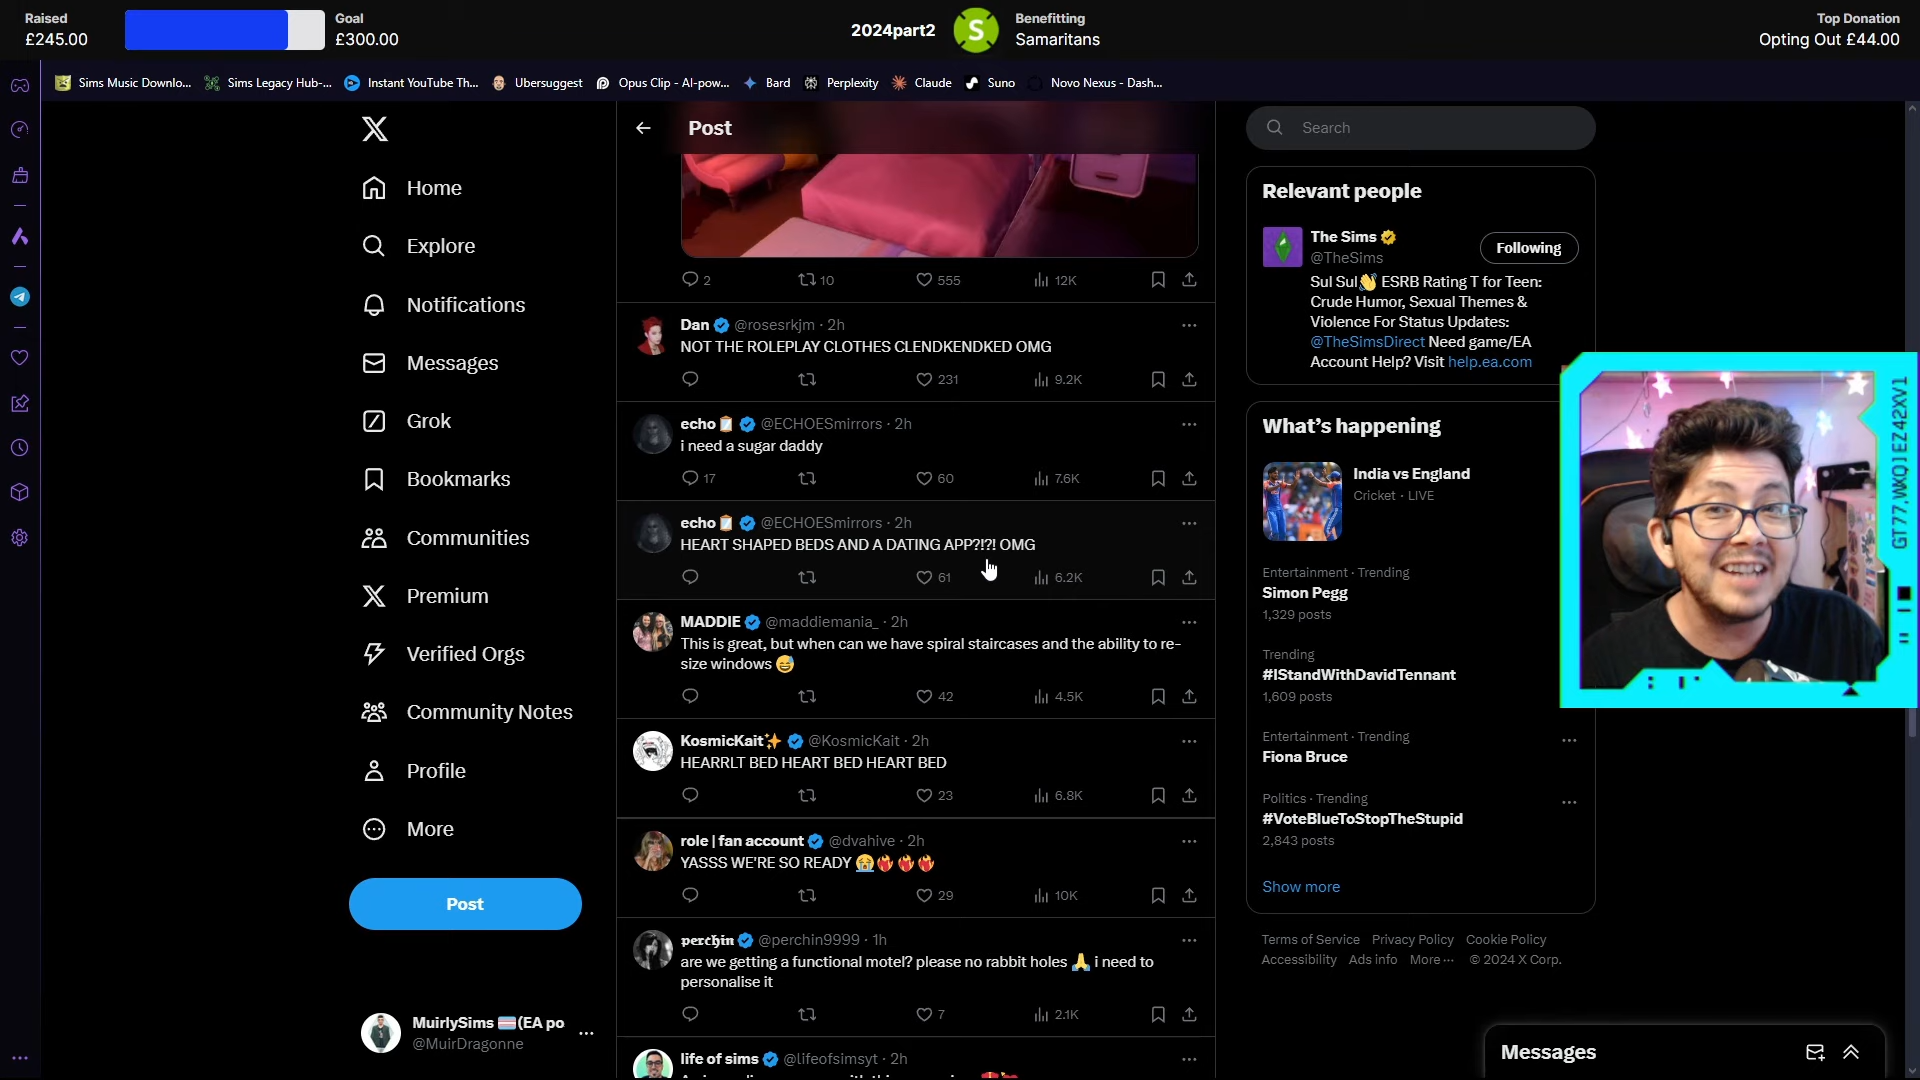 Raised
£245.00
Goal
£300.00
2024part2
S
Benefitting
Samaritans
Top Donation
Opting Out £44.00
Sims Music Downlo...
Sims Legacy Hub-...
Instant YouTube Th...
Ubersuggest
Opus Clip - AI-pow...
Bard
Perplexity
Claude
Suno
Novo Nexus - Dash...
Home
Explore
Notifications
Messages
Grok
Bookmarks
Communities
Premium
Verified Orgs
Community Notes
Profile
More
Post
MuirlySims 🏳️‍⚧️(EA po
@MuirDragonne
Post
2 10 555 12K
Dan @rosesrkjm · 2h
NOT THE ROLEPLAY CLOTHES CLENDKENDKED OMG
231 9.2K
echo🪞 @ECHOESmirrors · 2h
i need a sugar daddy
17 60 7.6K
echo🪞 @ECHOESmirrors · 2h
HEART SHAPED BEDS AND A DATING APP?!?! OMG
61 6.2K
MADDIE @maddiemania_ · 2h
This is great, but when can we have spiral staircases and the ability to re-
size windows 😅
42 4.5K
KosmicKait✨ @KosmicKait · 2h
HEARRLT BED HEART BED HEART BED
23 6.8K
role | fan account @dvahive · 2h
YASSS WE'RE SO READY 😭❤️‍🔥❤️‍🔥❤️‍🔥
29 10K
perchin @perchin9999 · 1h
are we getting a functional motel? please no rabbit holes 🙏 i need to
personalise it
7 2.1K
life of sims @lifeofsimsyt · 2h
Search
Relevant people
The Sims
@TheSims
Following
Sul Sul👋 ESRB Rating T for Teen:
Crude Humor, Sexual Themes &
Violence For Status Updates:
@TheSimsDirect Need game/EA
Account Help? Visit help.ea.com
What's happening
India vs England
Cricket · LIVE
Entertainment · Trending
Simon Pegg
1,329 posts
Trending
#IStandWithDavidTennant
1,609 posts
Entertainment · Trending
Fiona Bruce
Politics · Trending
#VoteBlueToStopTheStupid
2,843 posts
Show more
Terms of Service Privacy Policy Cookie Policy
Accessibility Ads info More··· © 2024 X Corp.
Messages